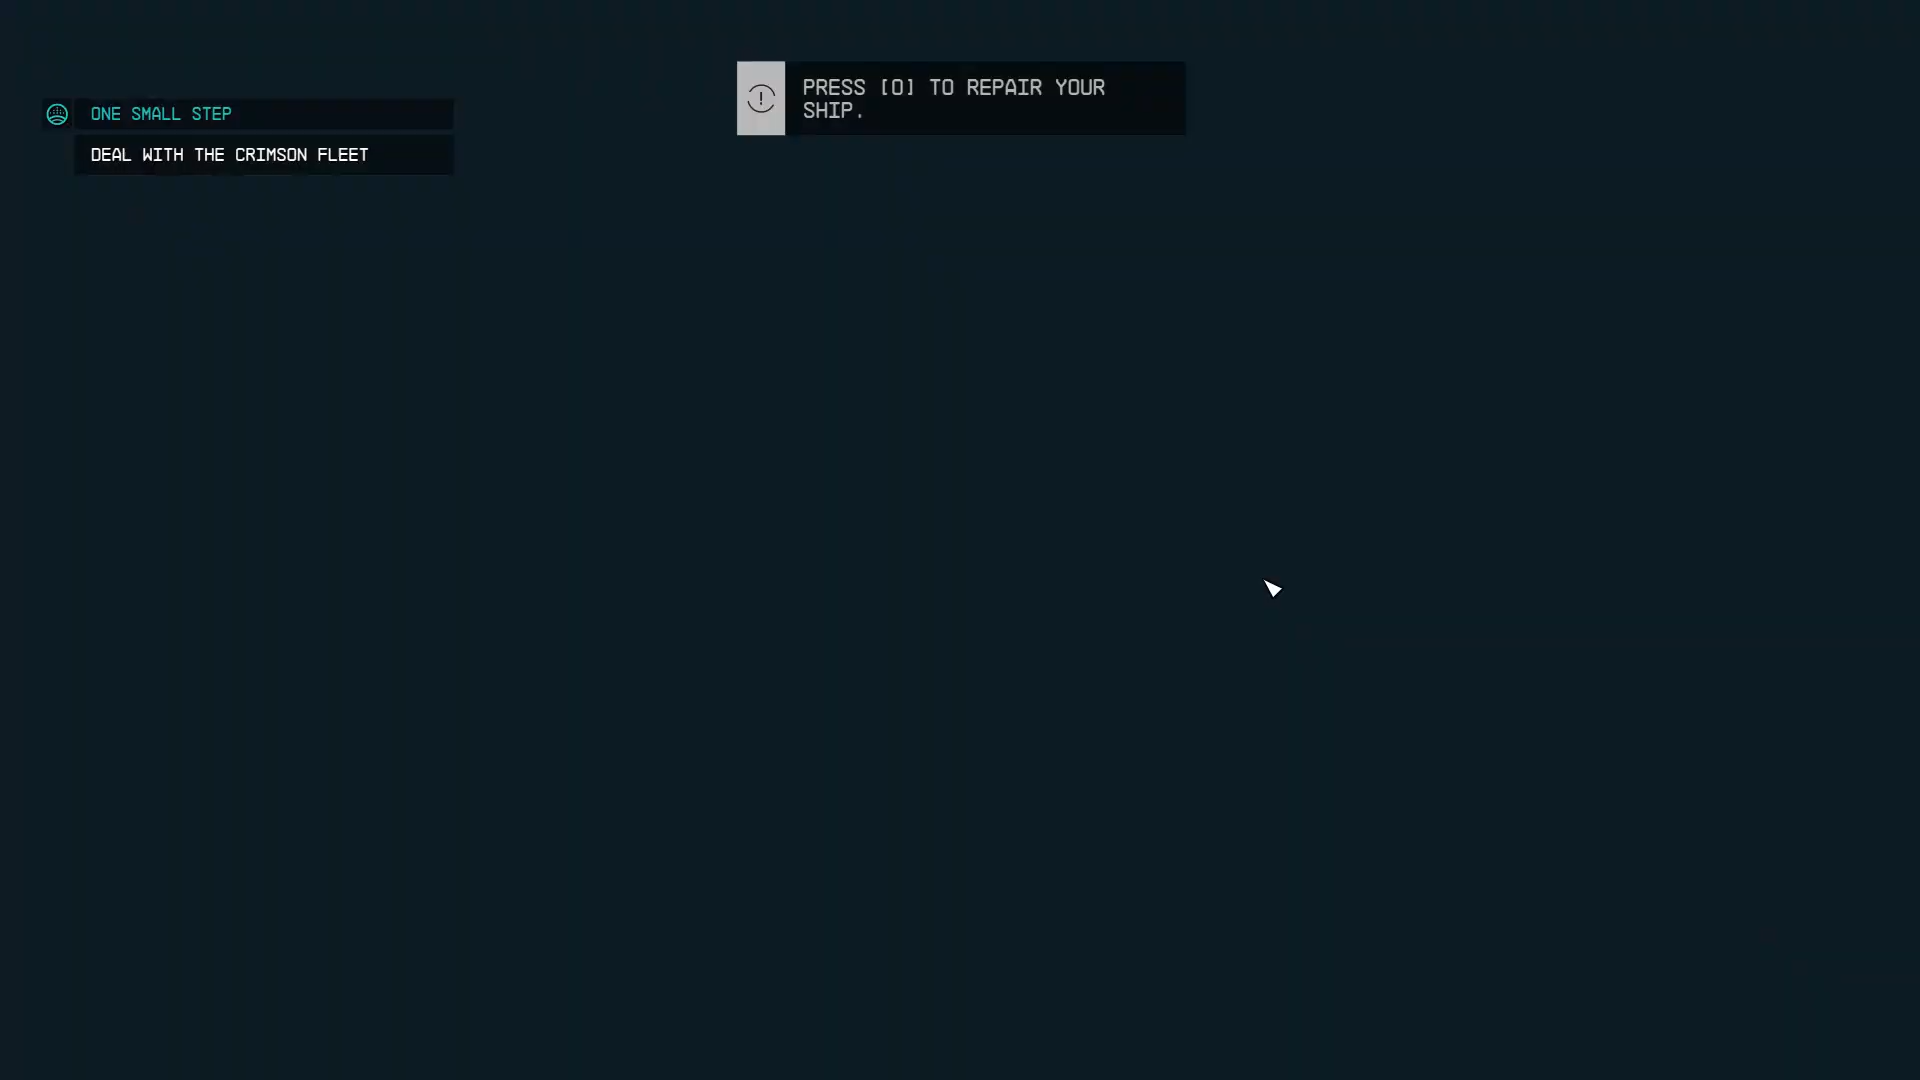 PRESS [O] TO REPAIR YOUR
SHIP.
ONE SMALL STEP
DEAL WITH THE CRIMSON FLEET